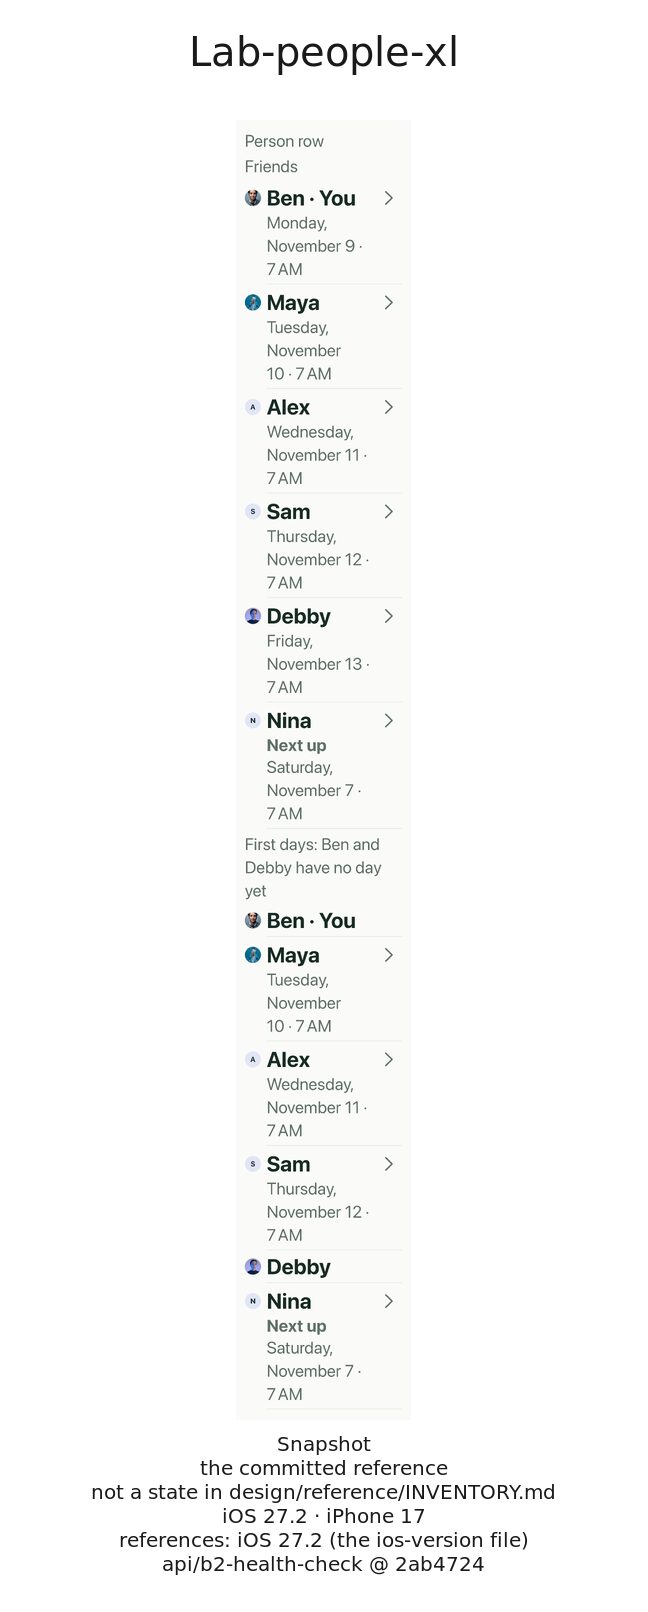 Lab-people-xl
Person row
Friends
Ben · You
Monday,
November 9 ·
7 AM
Maya
Tuesday,
November
10 · 7 AM
A
Alex
Wednesday,
November 11 ·
7 AM
S
Sam
Thursday,
November 12 ·
7 AM
Debby
Friday,
November 13 ·
7 AM
N
Nina
Next up
Saturday,
November 7 ·
7 AM
First days: Ben and
Debby have no day
yet
Ben · You
Maya
Tuesday,
November
10 · 7 AM
A
Alex
Wednesday,
November 11 ·
7 AM
S
Sam
Thursday,
November 12 ·
7 AM
Debby
N
Nina
Next up
Saturday,
November 7 ·
7 AM
Snapshot
the committed reference
not a state in design/reference/INVENTORY.md
iOS 27.2 · iPhone 17
references: iOS 27.2 (the ios-version file)
api/b2-health-check @ 2ab4724